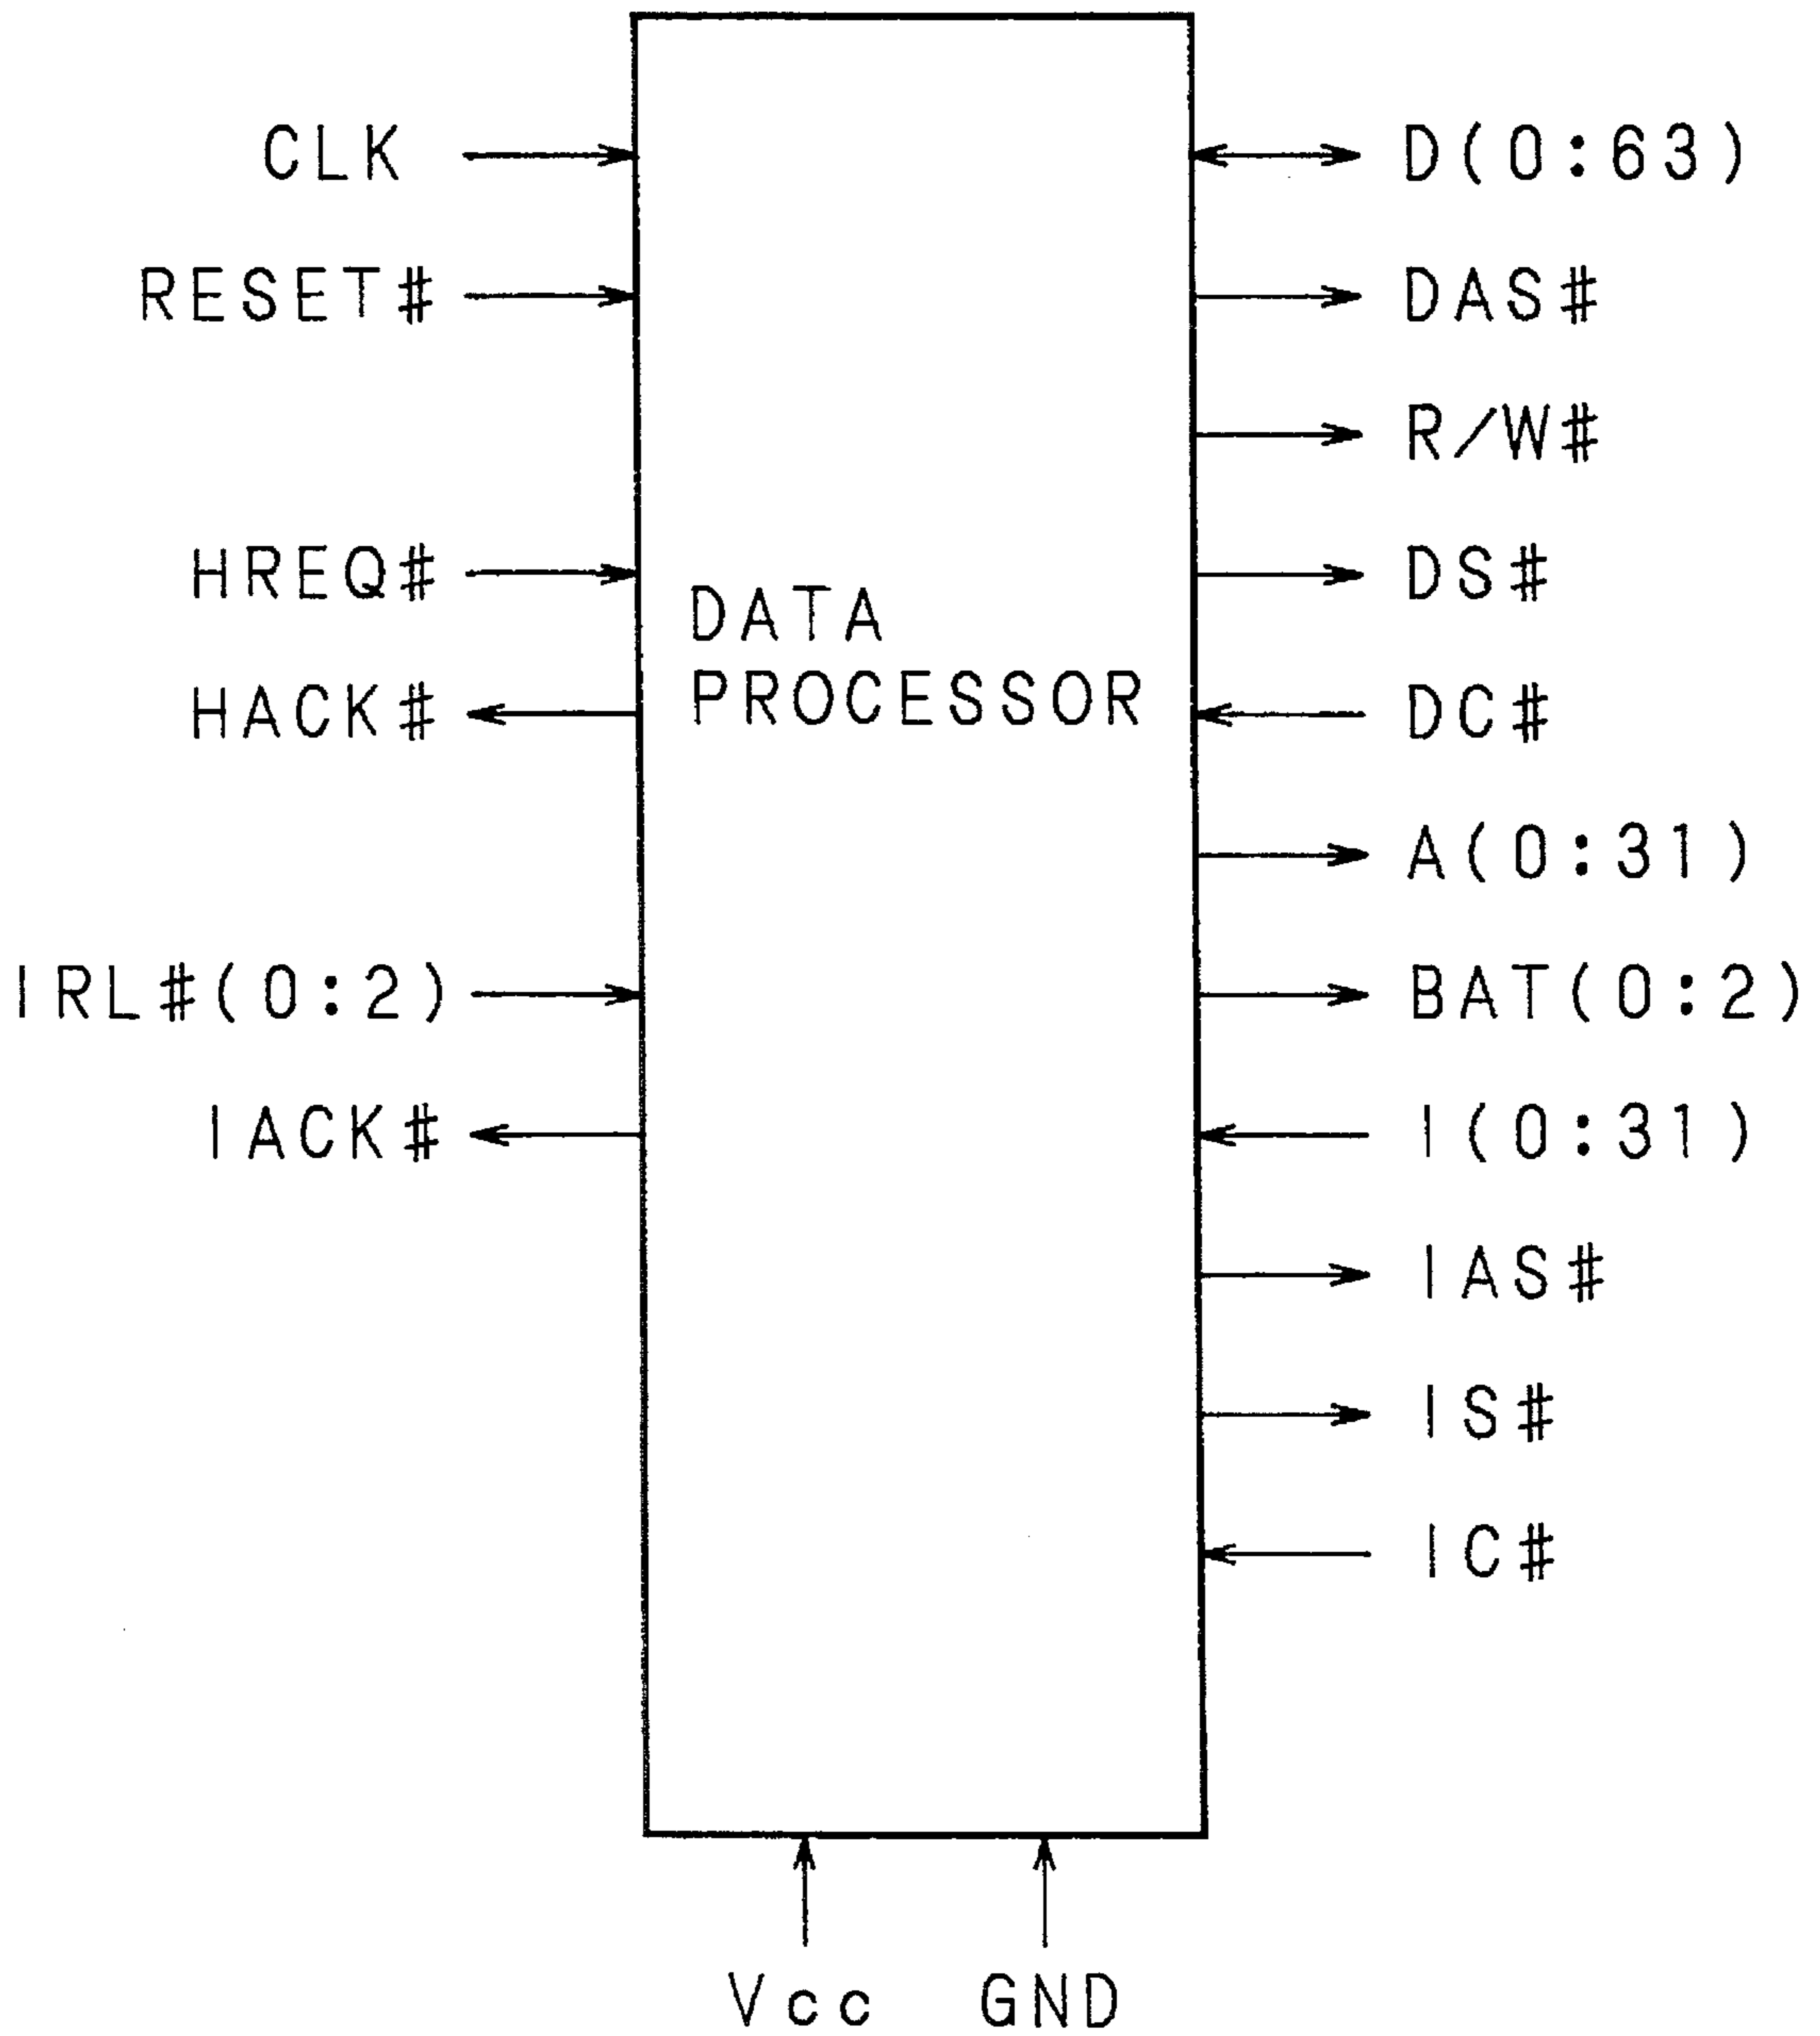 CLK
RESET#
HREQ#
HACK#
IRL#(0:2)
IACK#
DATA
PROCESSOR
D(0:63)
DAS#
R/W#
DS#
DC#
A(0:31)
BAT(0:2)
I(0:31)
IAS#
IS#
IC#
Vcc GND